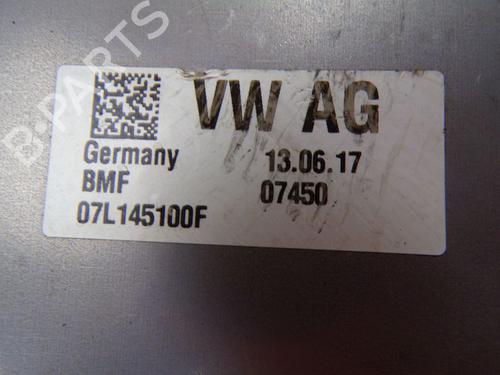 B-PARTS
VW AG
Germany 13.06.17
BMF 07450
07L145100F